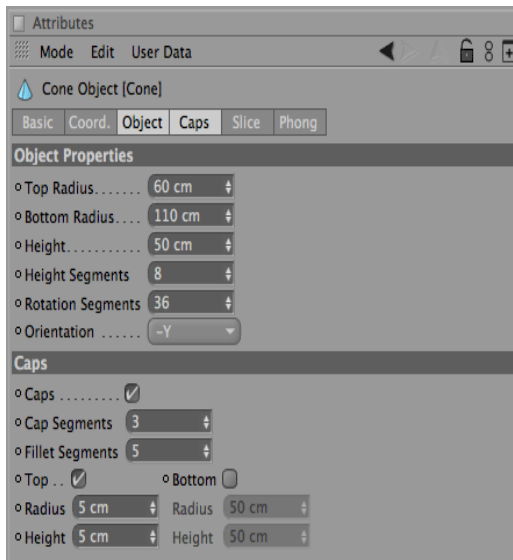 Attributes
Mode Edit User Data
Cone Object [Cone]
Basic Coord. Object Caps Slice Phong
Object Properties
Top Radius....... 60 cm
Bottom Radius.... 110 cm
Height........... 50 cm
Height Segments 8
Rotation Segments 36
Orientation ...... -Y
Caps
Caps .........
Cap Segments 3
Fillet Segments 5
Top .. Bottom
Radius 5 cm Radius 50 cm
Height 5 cm Height 50 cm